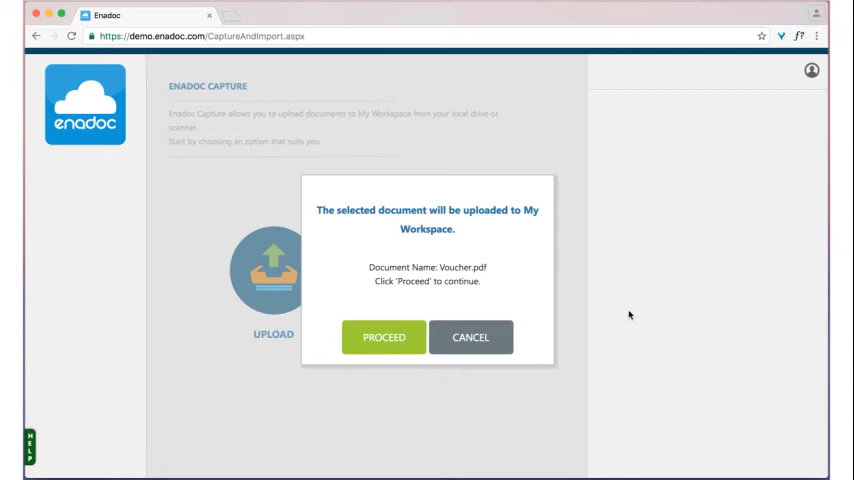 Enadoc
https://demo.enadoc.com/CaptureAndImport.aspx
f?
enadoc
ENADOC CAPTURE
Enadoc Capture allows you to upload documents to My Workspace from your local drive or
scanner.
Start by choosing an option that suits you
The selected document will be uploaded to My
Workspace.
Document Name: Voucher.pdf
Click 'Proceed' to continue.
PROCEED
CANCEL
UPLOAD
HELP